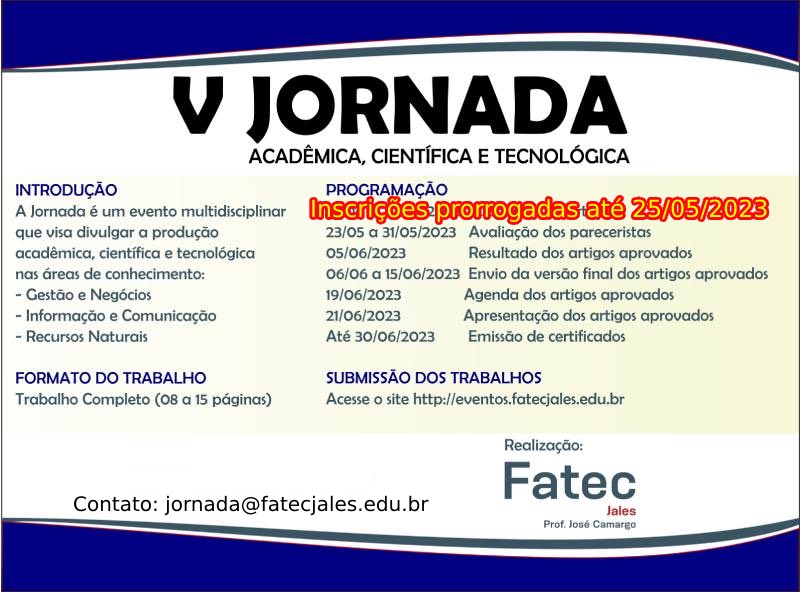 V JORNADA
ACADÊMICA, CIENTÍFICA E TECNOLÓGICA
INTRODUÇÃO
A Jornada é um evento multidisciplinar
que visa divulgar a produção
acadêmica, científica e tecnológica
nas áreas de conhecimento:
- Gestão e Negócios
- Informação e Comunicação
- Recursos Naturais
FORMATO DO TRABALHO
Trabalho Completo (08 a 15 páginas)
PROGRAMAÇÃO
Inscrições prorrogadas até 25/05/2023
23/05 a 31/05/2023 Avaliação dos pareceristas
05/06/2023 Resultado dos artigos aprovados
06/06 a 15/06/2023 Envio da versão final dos artigos aprovados
19/06/2023 Agenda dos artigos aprovados
21/06/2023 Apresentação dos artigos aprovados
Até 30/06/2023 Emissão de certificados
SUBMISSÃO DOS TRABALHOS
Acesse o site http://eventos.fatecjales.edu.br
Contato: jornada@fatecjales.edu.br
Realização:
Fatec
Jales
Prof. José Camargo